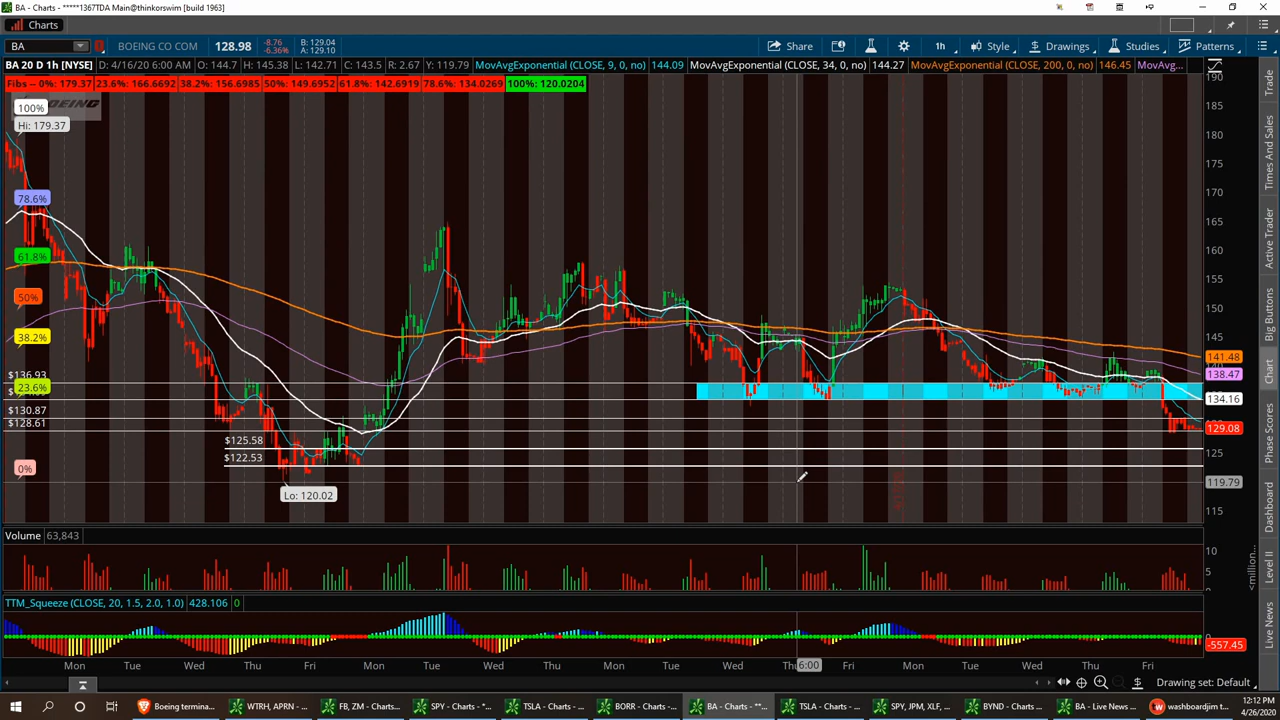 BA - Charts - *****1367TDA Main@thinkorswim [build 1963]
Charts
BA BOEING CO COM 128.98 -8.76 -6.36% B: 129.04 A: 129.10 Share 1h Style Drawings Studies Patterns
BA 20 D 1h [NYSE] D: 4/16/20 6:00 AM O: 144.7 H: 145.38 L: 142.71 C: 143.5 R: 2.67 Y: 119.79 MovAvgExponential (CLOSE, 9, 0, no) 144.09 MovAvgExponential (CLOSE, 34, 0, no) 144.27 MovAvgExponential (CLOSE, 200, 0, no) 146.45 MovAvg...
Fibs -- 0%: 179.37 23.6%: 166.6692 38.2%: 156.6985 50%: 149.6952 61.8%: 142.6919 78.6%: 134.0269 100%: 120.0204
BOEING
100%
Hi: 179.37
78.6%
61.8%
50%
38.2%
$136.93
23.6%
$130.87
$128.61
$125.58
$122.53
0%
Lo: 120.02
190
185
180
175
170
165
160
155
150
145
141.48
138.47
134.16
129.08
125
119.79
115
Volume 63,843
10
5
<million...
TTM_Squeeze (CLOSE, 20, 1.5, 2.0, 1.0) 428.106 0
0
-557.45
Mon Tue Wed Thu Fri Mon Tue Wed Thu Fri Mon Tue Wed Thu 6:00 Fri Mon Tue Wed Thu Fri
Drawing set: Default
Trade
Times And Sales
Active Trader
Big Buttons
Chart
Phase Scores
Dashboard
Level II
Live News
Boeing termina... WTRH, APRN - ... FB, ZM - Charts... SPY - Charts - *... TSLA - Charts - ... BORR - Charts -... BA - Charts - **... TSLA - Charts -... SPY, JPM, XLF, ... BYND - Charts ... BA - Live News ... washboardjim t...
12:12 PM
4/26/2020